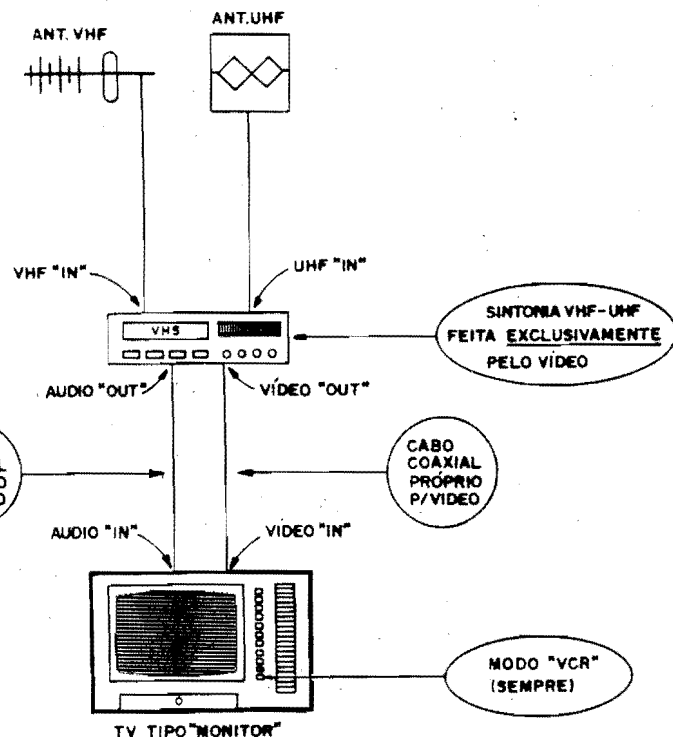 ANT. UHF
ANT. VHF
VHF "IN"
UHF "IN"
VHS
SINTONIA VHF-UHF
FEITA EXCLUSIVAMENTE
PELO VÍDEO
AUDIO "OUT"
VÍDEO "OUT"
CABO
COAXIAL
PRÓPRIO
P/VIDEO
AUDIO "IN"
VÍDEO "IN"
MODO "VCR"
(SEMPRE)
TV TIPO "MONITOR"